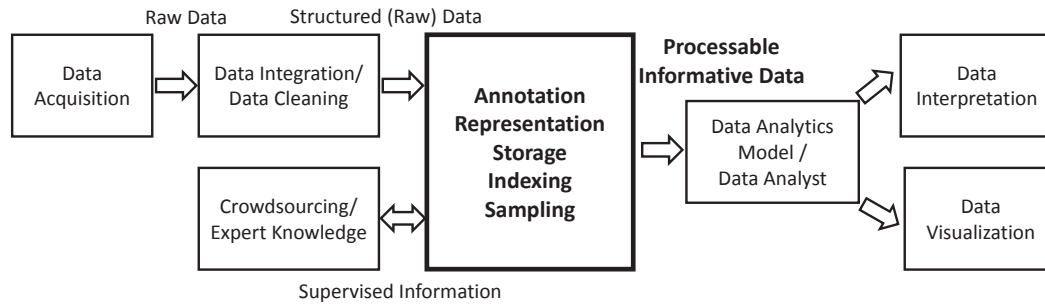 Raw Data
Structured (Raw) Data
Data
Acquisition
Data Integration/
Data Cleaning
Crowdsourcing/
Expert Knowledge
Supervised Information
Annotation
Representation
Storage
Indexing
Sampling
Processable
Informative Data
Data Analytics
Model /
Data Analyst
Data
Interpretation
Data
Visualization